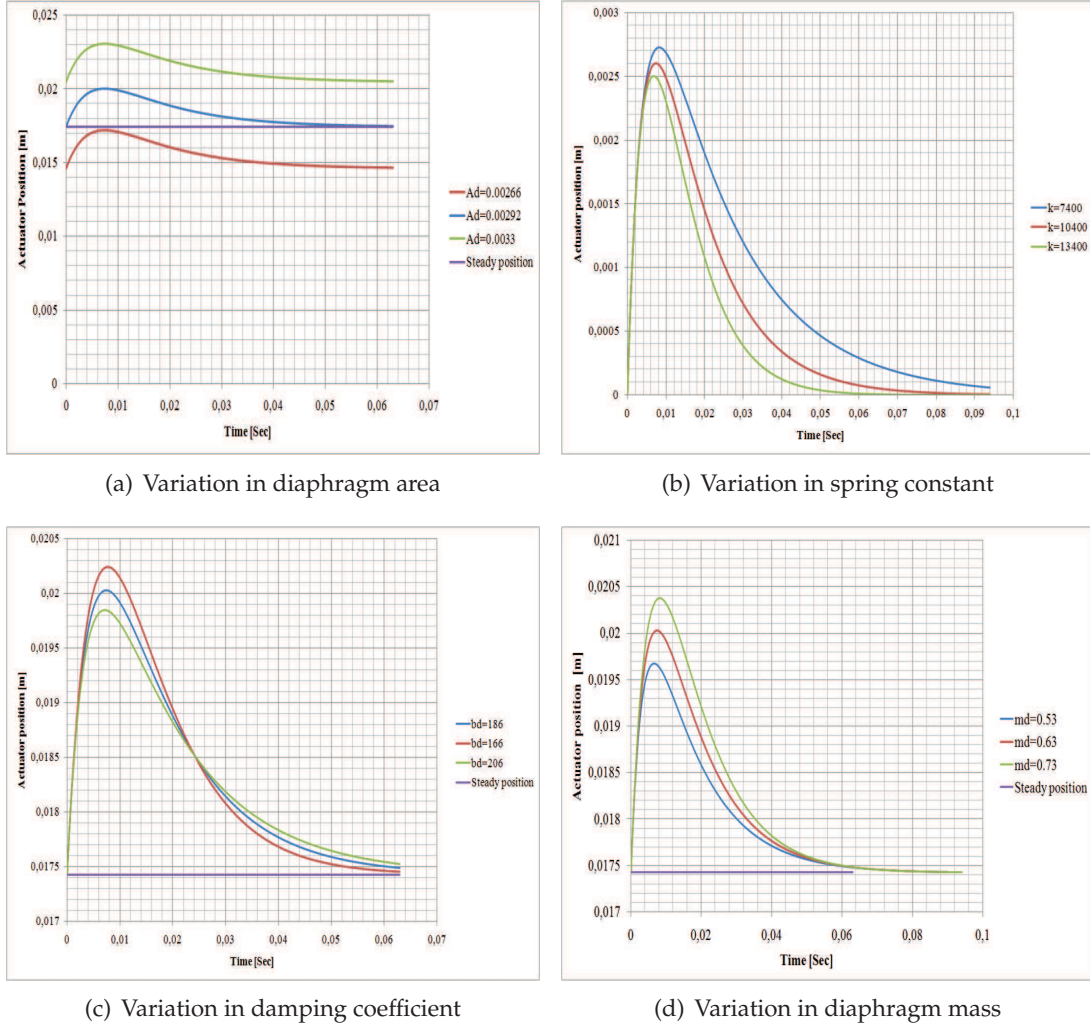 0,025
0,02
0,015
0,01
0,005
0
Actuator Position [m]
0 0,01 0,02 0,03 0,04 0,05 0,06 0,07
Time [Sec]
Ad=0.00266
Ad=0.00292
Ad=0.0033
Steady position
(a) Variation in diaphragm area
0,003
0,0025
0,002
0,0015
0,001
0,0005
0
Actuator position [m]
0 0,01 0,02 0,03 0,04 0,05 0,06 0,07 0,08 0,09 0,1
Time [Sec]
k=7400
k=10400
k=13400
(b) Variation in spring constant
0,0205
0,02
0,0195
0,019
0,0185
0,018
0,0175
0,017
Actuator position [m]
0 0,01 0,02 0,03 0,04 0,05 0,06 0,07
Time [Sec]
bd=186
bd=166
bd=206
Steady position
(c) Variation in damping coefficient
0,021
0,0205
0,02
0,0195
0,019
0,0185
0,018
0,0175
0,017
Actuator position [m]
0 0,02 0,04 0,06 0,08 0,1
Time [Sec]
md=0.53
md=0.63
md=0.73
Steady position
(d) Variation in diaphragm mass